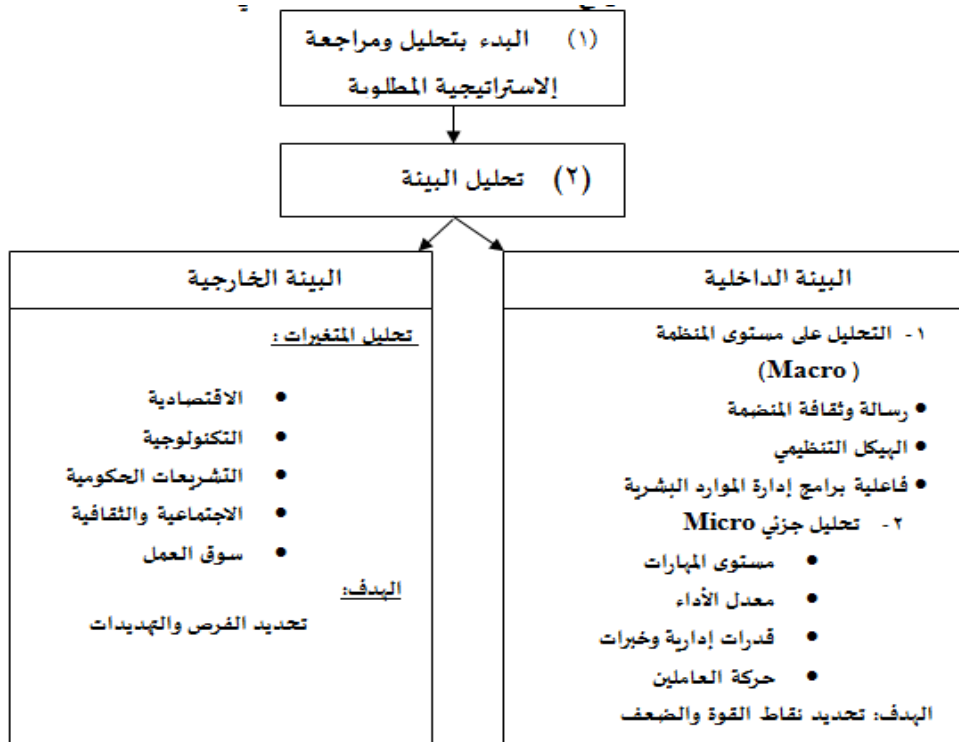 (١) البدء بتحليل ومراجعة
إلاستراتيجية المطلوبة
(٢) تحليل البيئة
البيئة الداخلية
١- التحليل على مستوى المنظمة
(Macro )
• رسالة وثقافة المنضمة
• الهيكل التنظيمي
• فاعلية برامج إدارة الموارد البشرية
٢- تحليل جزئي Micro
• مستوى المهارات
• معدل الأداء
• قدرات إدارية وخبرات
• حركة العاملين
الهدف: تحديد نقاط القوة والضعف
البيئة الخارجية
تحليل المتغيرات :
• الاقتصادية
• التكنولوجية
• التشريعات الحكومية
• الاجتماعية والثقافية
• سوق العمل
الهدف:
تحديد الفرص والتهديدات